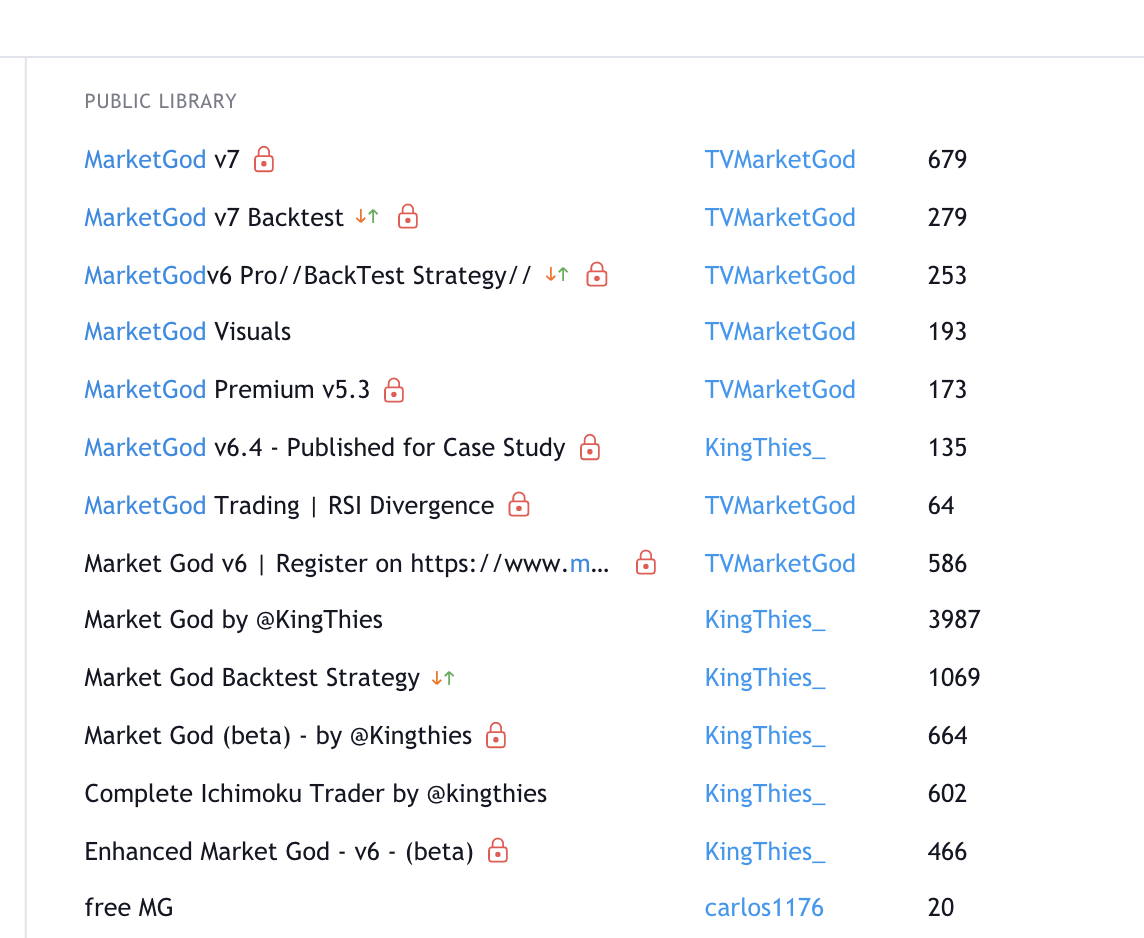 PUBLIC LIBRARY
MarketGod v7 TVMarketGod 679
MarketGod v7 Backtest TVMarketGod 279
MarketGodv6 Pro//BackTest Strategy// TVMarketGod 253
MarketGod Visuals TVMarketGod 193
MarketGod Premium v5.3 TVMarketGod 173
MarketGod v6.4 - Published for Case Study KingThies_ 135
MarketGod Trading | RSI Divergence TVMarketGod 64
Market God v6 | Register on https://www.m... TVMarketGod 586
Market God by @KingThies KingThies_ 3987
Market God Backtest Strategy KingThies_ 1069
Market God (beta) - by @Kingthies KingThies_ 664
Complete Ichimoku Trader by @kingthies KingThies_ 602
Enhanced Market God - v6 - (beta) KingThies_ 466
free MG carlos1176 20